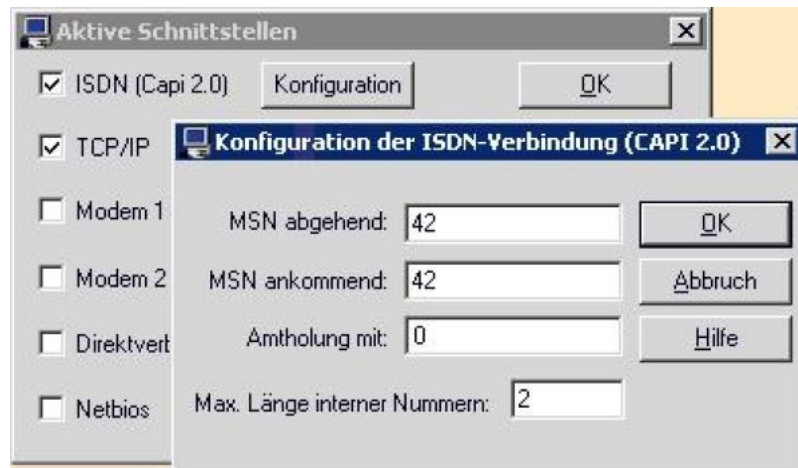 Aktive Schnittstellen
ISDN (Capi 2.0) Konfiguration OK
TCP/IP
Modem 1
Modem 2
Direktverb
Netbios
Konfiguration der ISDN-Verbindung (CAPI 2.0)
MSN abgehend: 42 OK
MSN ankommend: 42 Abbruch
Amtholung mit: 0 Hilfe
Max. Länge interner Nummern: 2